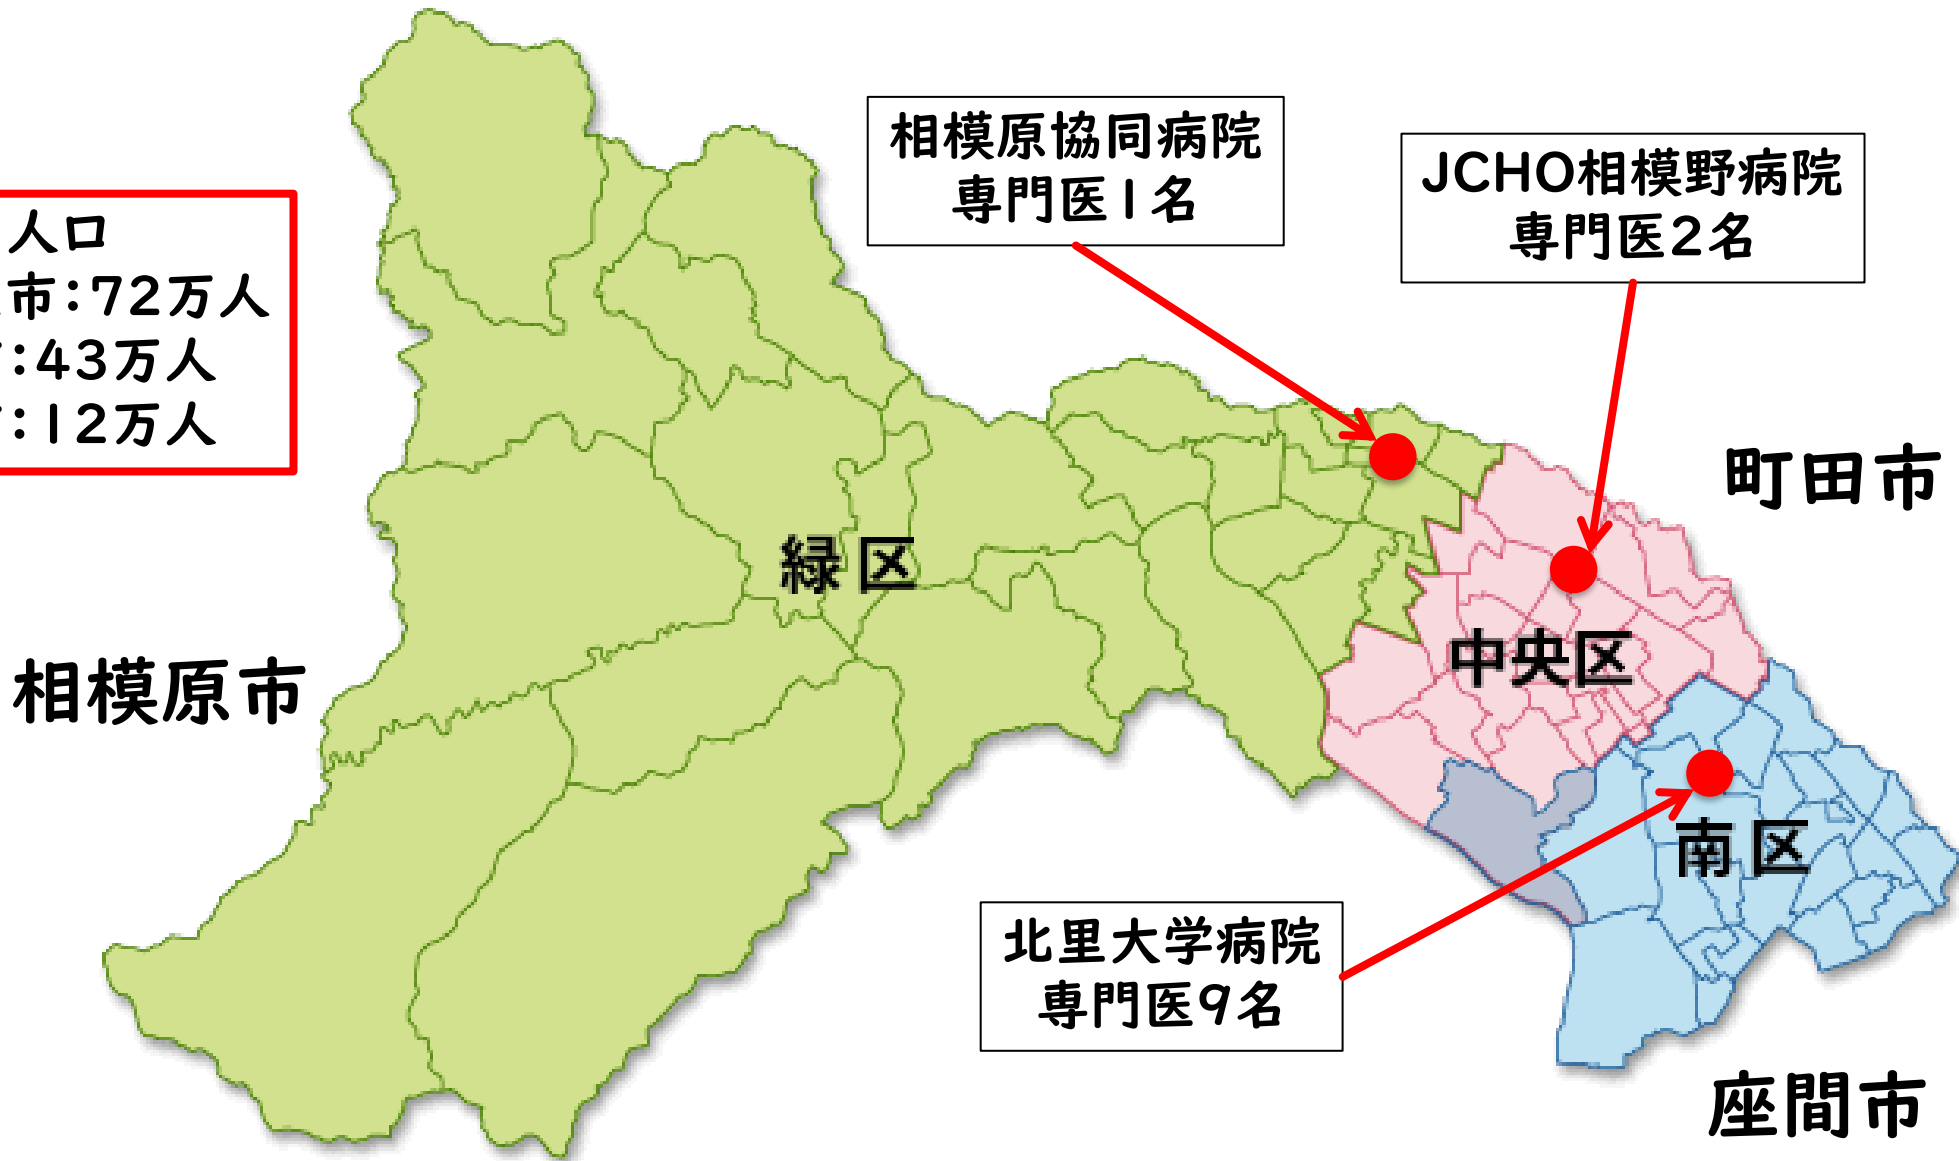 人口
市:72万人
:43万人
:12万人
相模原協同病院
専門医1名
JCHO相模野病院
専門医2名
町田市
緑区
中央区
相模原市
南区
北里大学病院
専門医9名
座間市